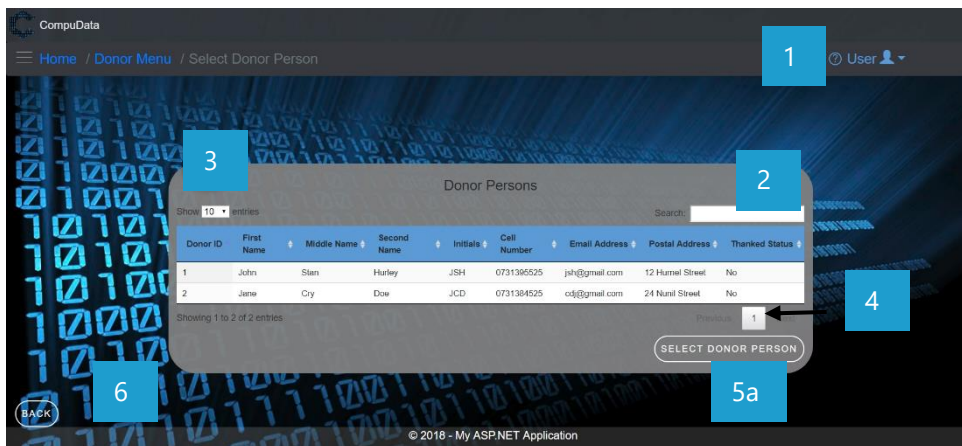 CompuData
Home / Donor Menu / Select Donor Person
1
User
3
2
Donor Persons
Show 10 entries
Search:
Donor ID First Name Middle Name Second Name Initials Cell Number Email Address Postal Address Thanked Status
1 John Stan Hurley JSH 0731395525 jsh@gmail.com 12 Humel Street No
2 Jane Cry Doe JCD 0731384525 cdj@gmail.com 24 Nunil Street No
Showing 1 to 2 of 2 entries
Previous 1
4
SELECT DONOR PERSON
5a
6
BACK
© 2018 - My ASP.NET Application